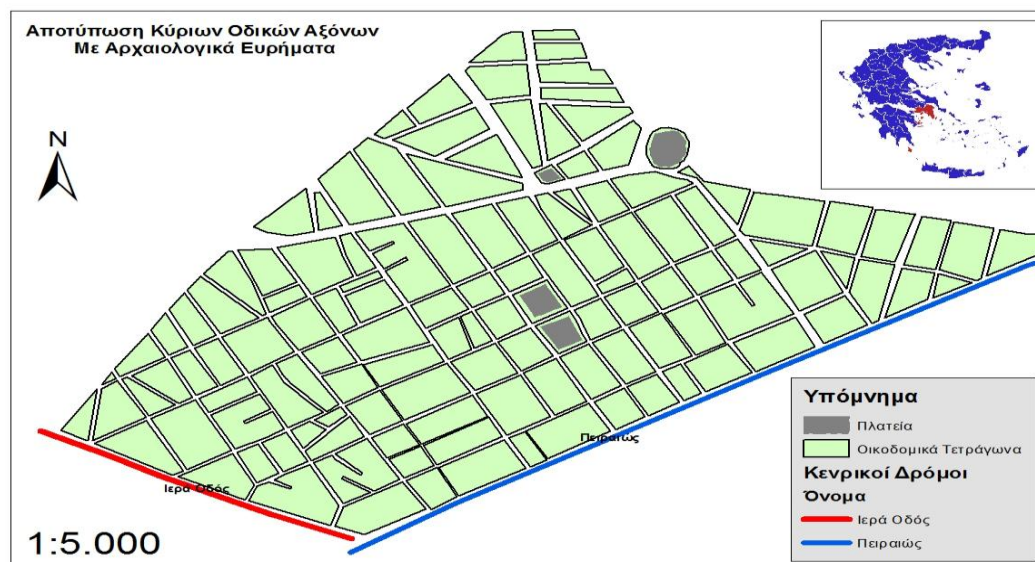 Αποτύπωση Κύριων Οδικών Αξόνων
Με Αρχαιολογικά Ευρήματα
N
Πειραιώς
Ιερά Οδός
1:5.000
Υπόμνημα
Πλατεία
Οικοδομικά Τετράγωνα
Κενρικοί Δρόμοι
Όνομα
Ιερά Οδός
Πειραιώς